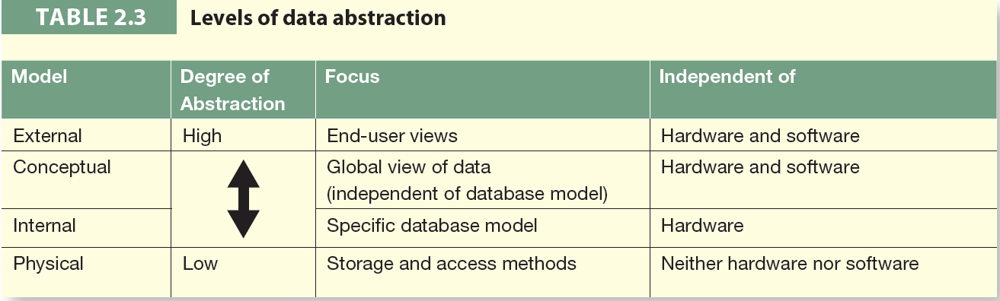 TABLE 2.3 Levels of data abstraction
Model Degree of Abstraction Focus Independent of
External High End-user views Hardware and software
Conceptual Global view of data Hardware and software
(independent of database model)
Internal Specific database model Hardware
Physical Low Storage and access methods Neither hardware nor software